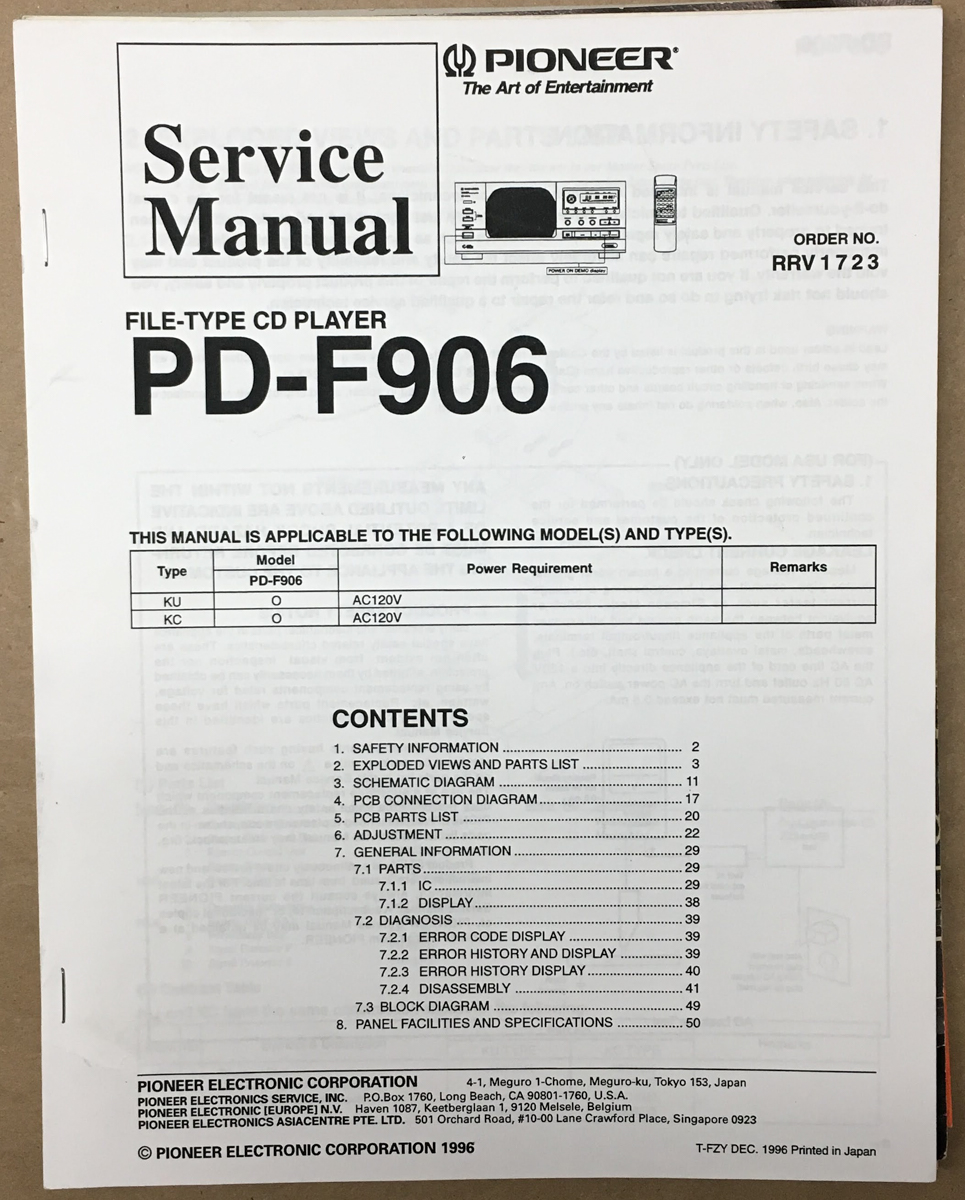 PIONEER®
The Art of Entertainment
Service
Manual
POWER ON DEMO display
ORDER NO.
RRV1723
FILE-TYPE CD PLAYER
PD-F906
THIS MANUAL IS APPLICABLE TO THE FOLLOWING MODEL(S) AND TYPE(S).
Type Model Power Requirement Remarks
PD-F906
KU O AC120V
KC O AC120V
CONTENTS
1. SAFETY INFORMATION ........ 2
2. EXPLODED VIEWS AND PARTS LIST ........ 3
3. SCHEMATIC DIAGRAM ........ 11
4. PCB CONNECTION DIAGRAM ........ 17
5. PCB PARTS LIST ........ 20
6. ADJUSTMENT ........ 22
7. GENERAL INFORMATION ........ 29
7.1 PARTS ........ 29
7.1.1 IC ........ 29
7.1.2 DISPLAY ........ 38
7.2 DIAGNOSIS ........ 39
7.2.1 ERROR CODE DISPLAY ........ 39
7.2.2 ERROR HISTORY AND DISPLAY ........ 39
7.2.3 ERROR HISTORY DISPLAY ........ 40
7.2.4 DISASSEMBLY ........ 41
7.3 BLOCK DIAGRAM ........ 49
8. PANEL FACILITIES AND SPECIFICATIONS ........ 50
PIONEER ELECTRONIC CORPORATION 4-1, Meguro 1-Chome, Meguro-ku, Tokyo 153, Japan
PIONEER ELECTRONICS SERVICE, INC. P.O.Box 1760, Long Beach, CA 90801-1760, U.S.A.
PIONEER ELECTRONIC [EUROPE] N.V. Haven 1087, Keetberglaan 1, 9120 Melsele, Belgium
PIONEER ELECTRONICS ASIACENTRE PTE. LTD. 501 Orchard Road, #10-00 Lane Crawford Place, Singapore 0923
© PIONEER ELECTRONIC CORPORATION 1996
T-FZY DEC. 1996 Printed in Japan